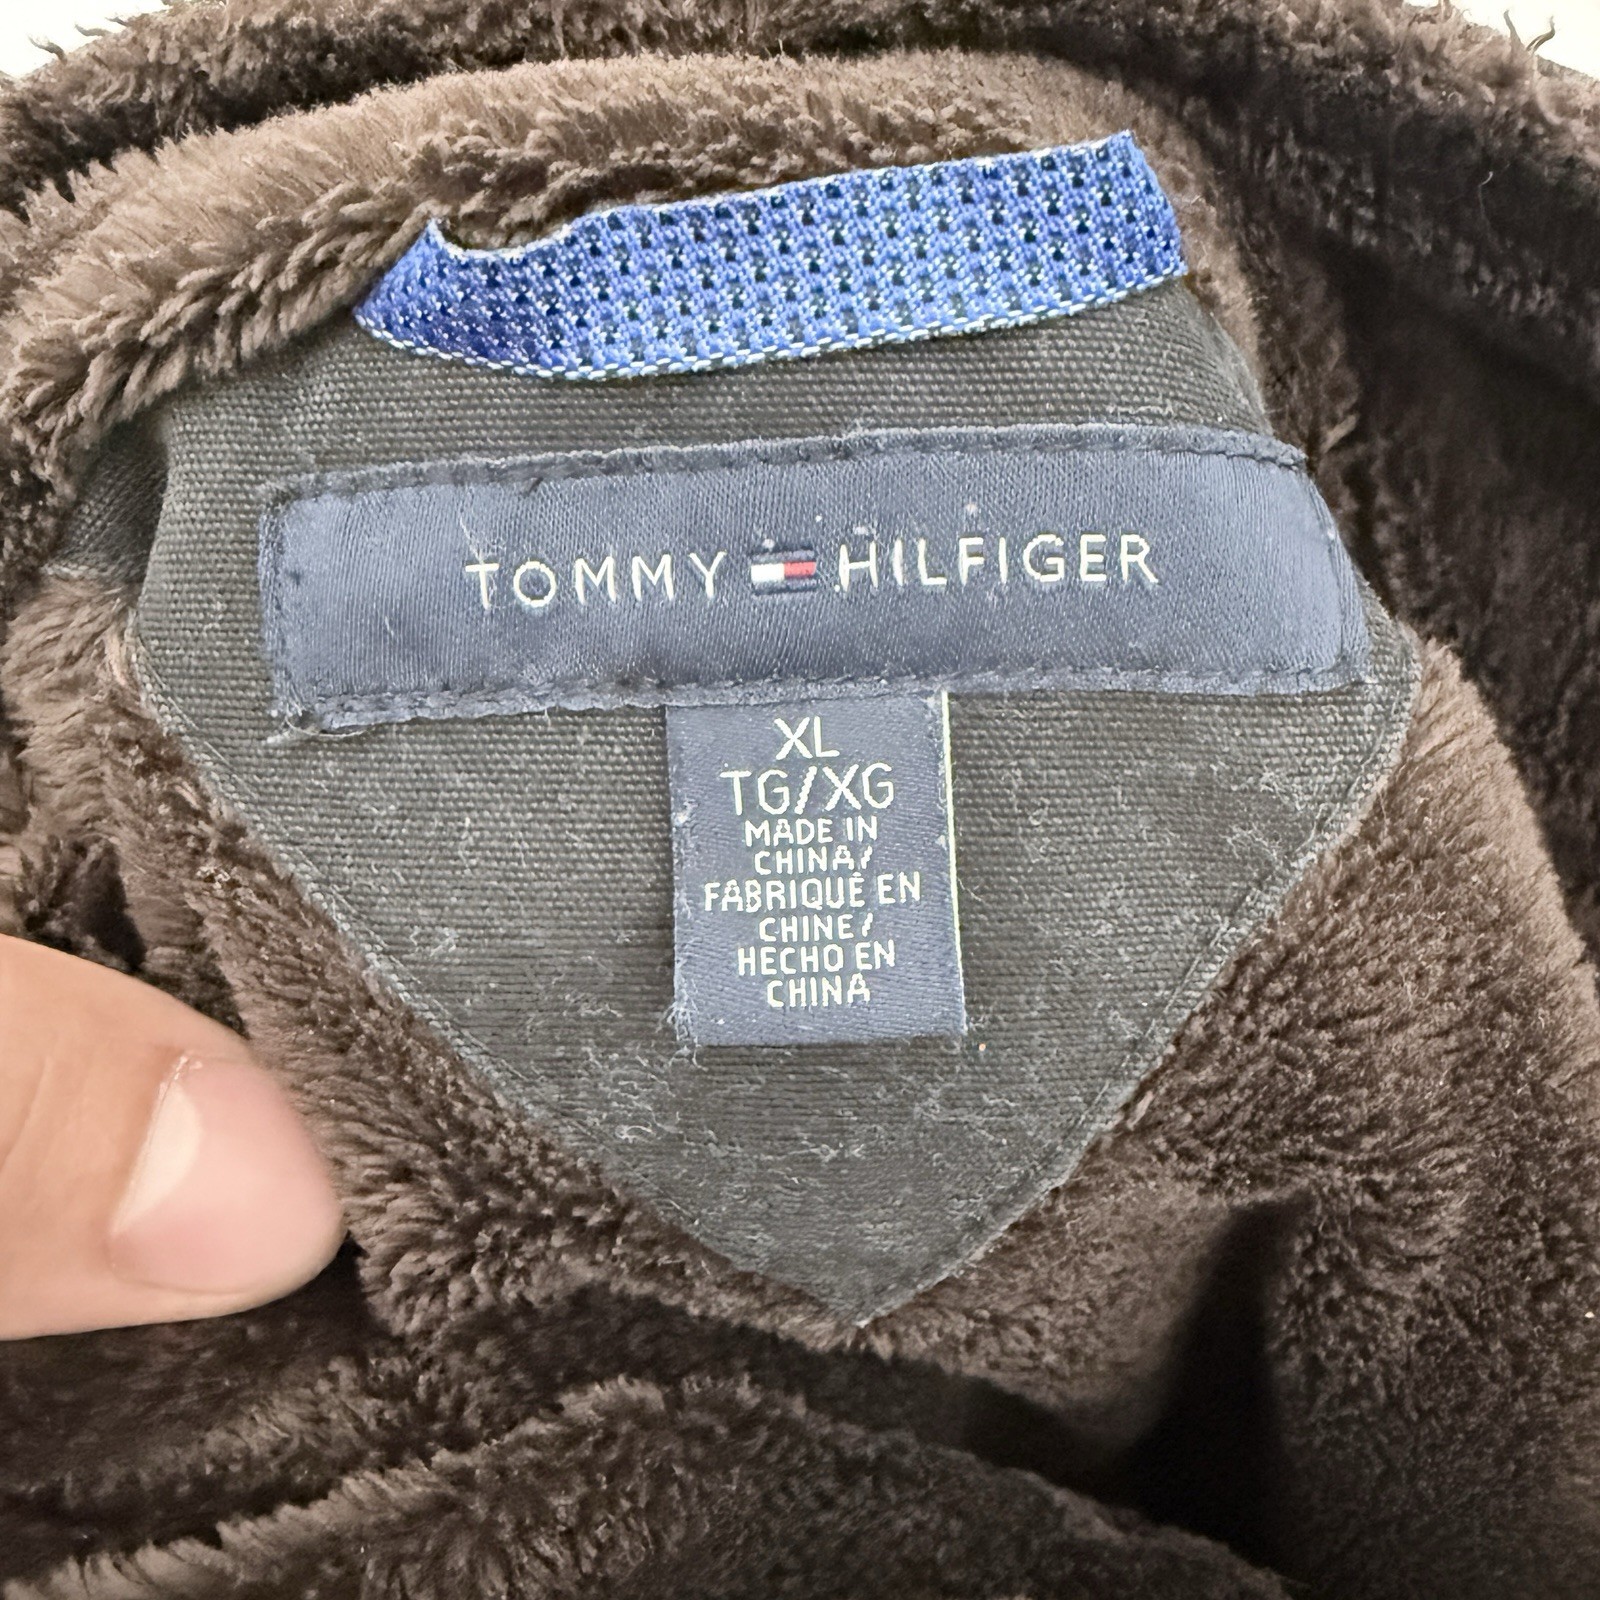 TOMMY HILFIGER
XL
TG/XG
MADE IN
CHINA/
FABRIQUÉ EN
CHINE/
HECHO EN
CHINA